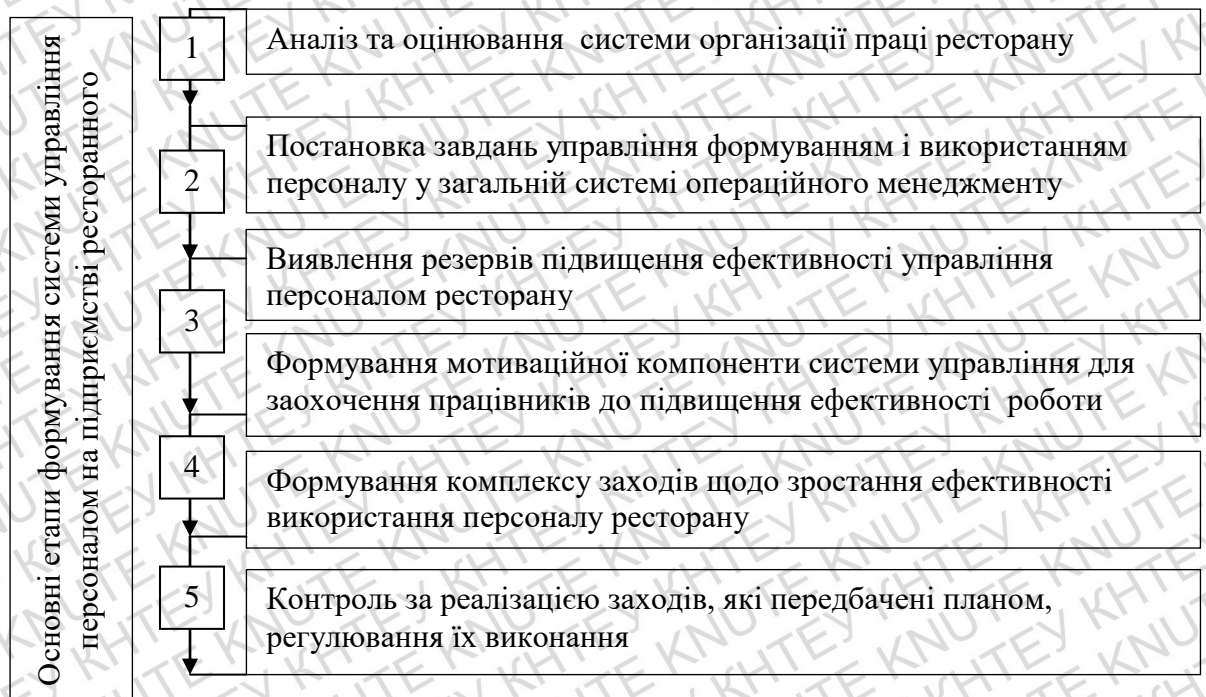 Основні етапи формування системи управління
персоналом на підприємстві ресторанного
1
Аналіз та оцінювання системи організації праці ресторану
2
Постановка завдань управління формуванням і використанням
персоналу у загальній системі операційного менеджменту
Виявлення резервів підвищення ефективності управління
персоналом ресторану
3
Формування мотиваційної компоненти системи управління для
заохочення працівників до підвищення ефективності роботи
4
Формування комплексу заходів щодо зростання ефективності
використання персоналу ресторану
5
Контроль за реалізацією заходів, які передбачені планом,
регулювання їх виконання